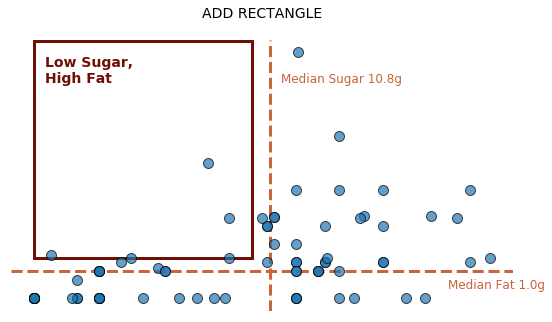 ADD RECTANGLE
Low Sugar,
High Fat
Median Sugar 10.8g
Median Fat 1.0g